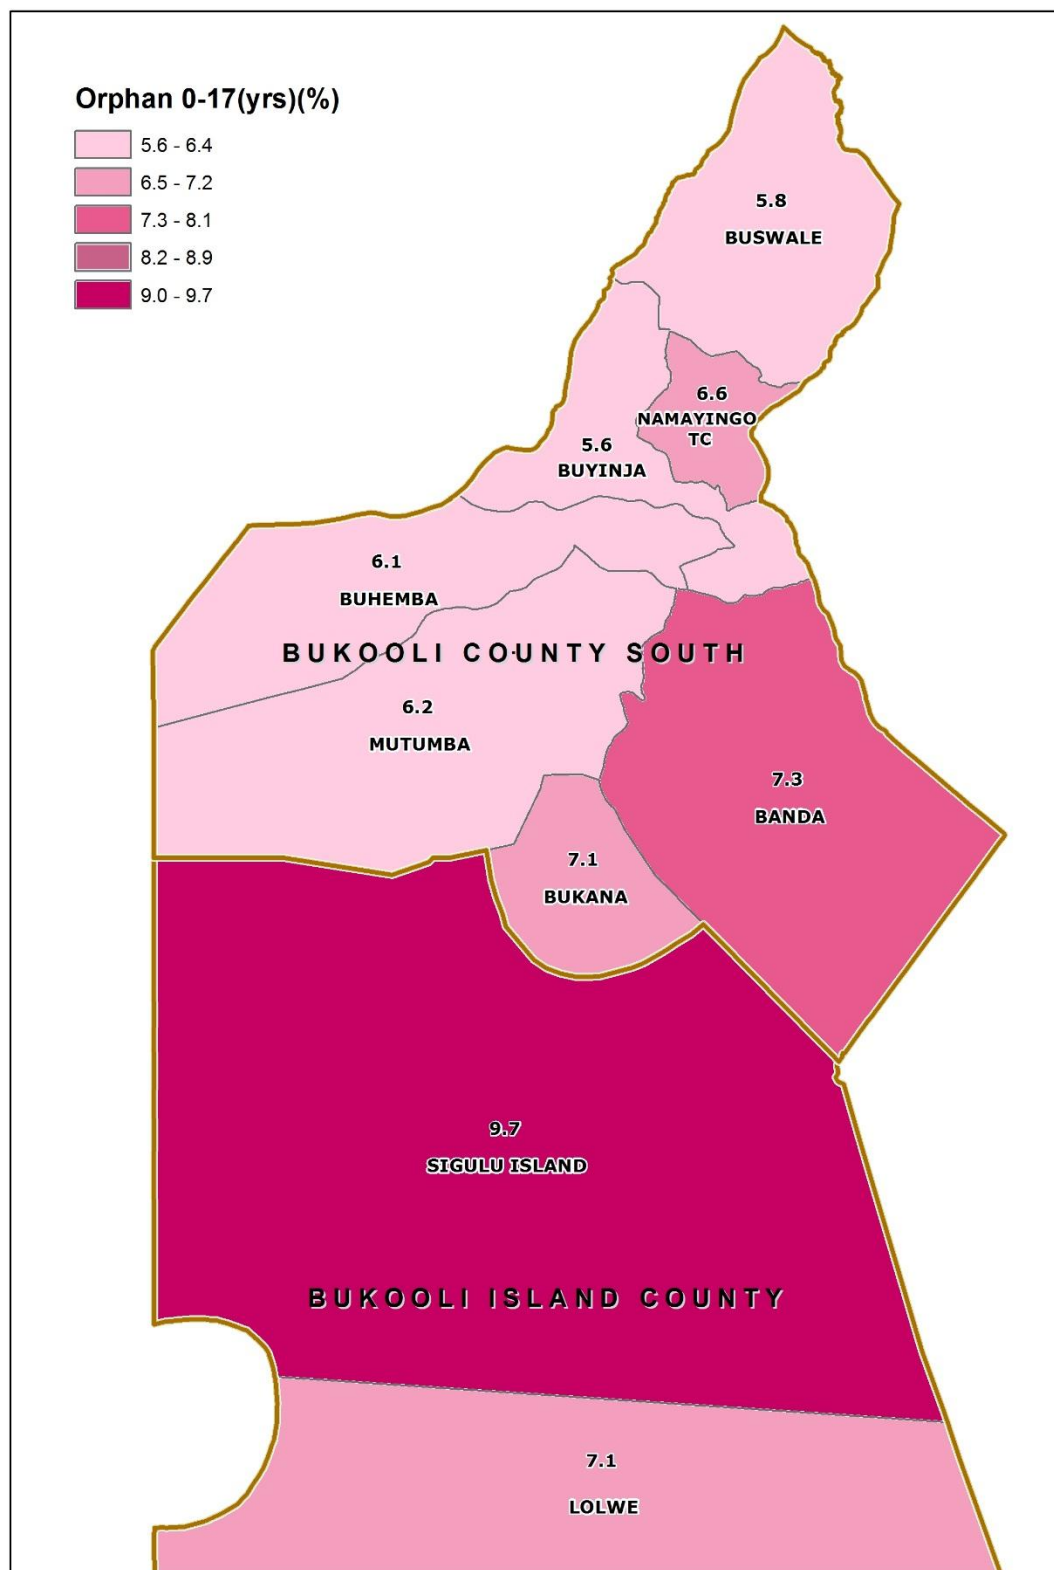 Orphan 0-17(yrs)(%)
5.6 - 6.4
6.5 - 7.2
7.3 - 8.1
8.2 - 8.9
9.0 - 9.7
5.8
BUSWALE
6.6
NAMAYINGO
TC
5.6
BUYINJA
6.1
BUHEMBA
BUKOOLI COUNTY SOUTH
6.2
MUTUMBA
7.3
BANDA
7.1
BUKANA
9.7
SIGULU ISLAND
BUKOOLI ISLAND COUNTY
7.1
LOLWE